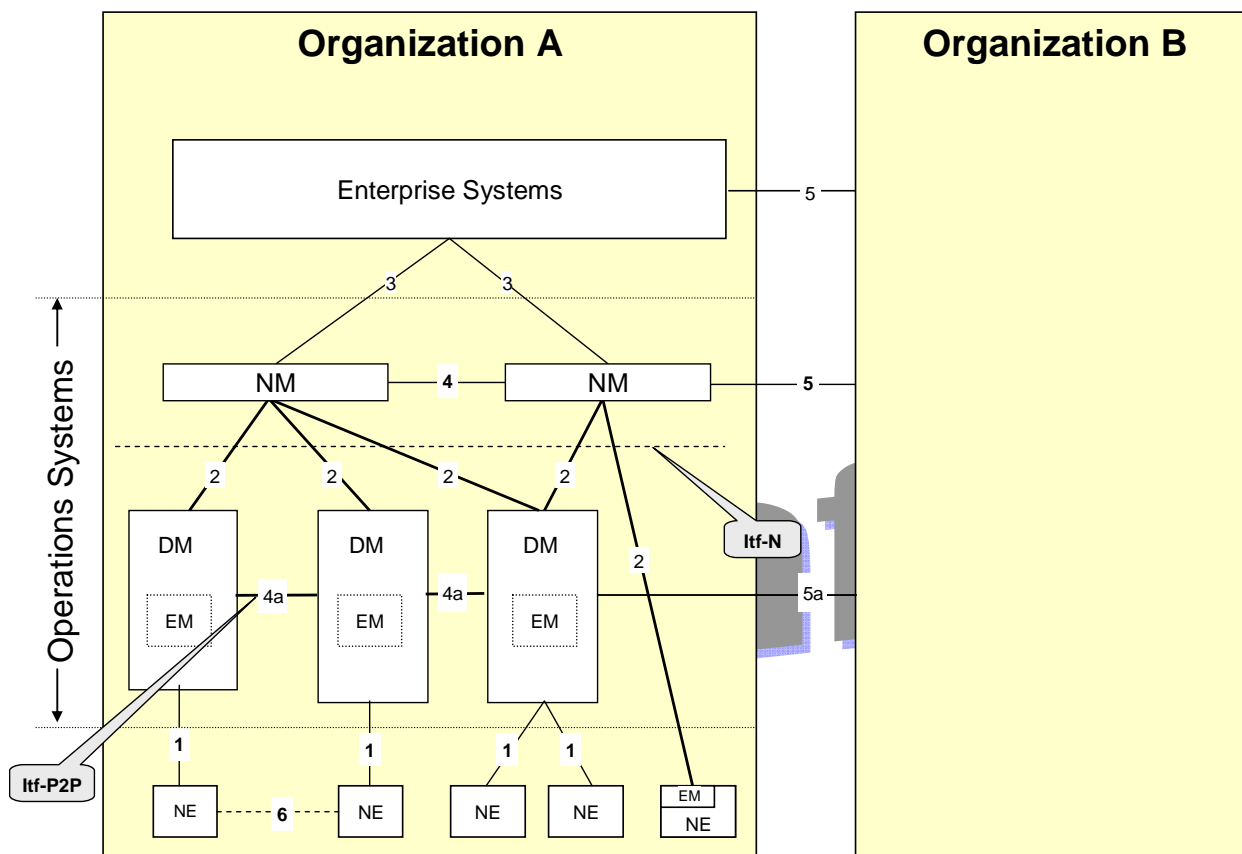 Organization A
Organization B
Enterprise Systems
5
3 3
NM 4 NM 5
Operations Systems
2 2 2 2
Itf-N
DM DM DM
2
4a 4a 5a
EM EM EM
1 1 1 1
Itf-P2P
NE 6 NE NE NE EM
NE